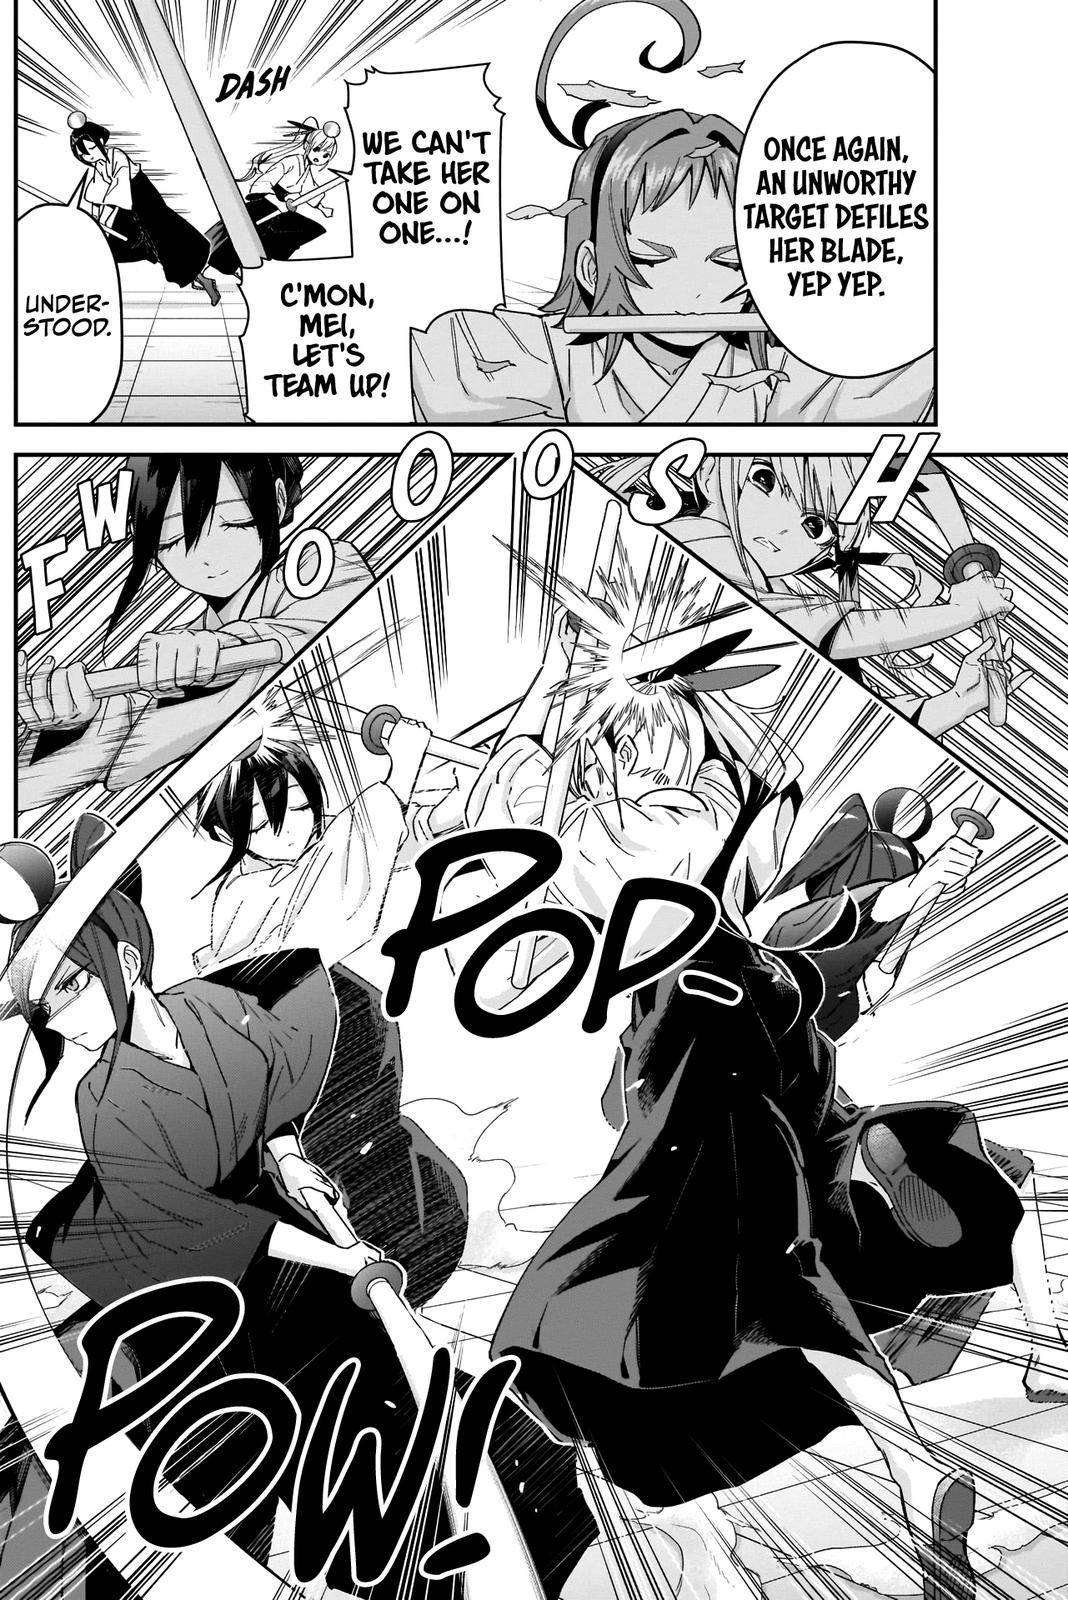 ONCE AGAIN,
AN UNWORTHY
TARGET DEFILES
HER BLADE,
YEP YEP.
WE CAN'T
TAKE HER
ONE ON
ONE...!
C'MON,
MEI,
LET'S
TEAM UP!
DASH
UNDER-
STOOD.
FWOOOOSH
POP-
POW!